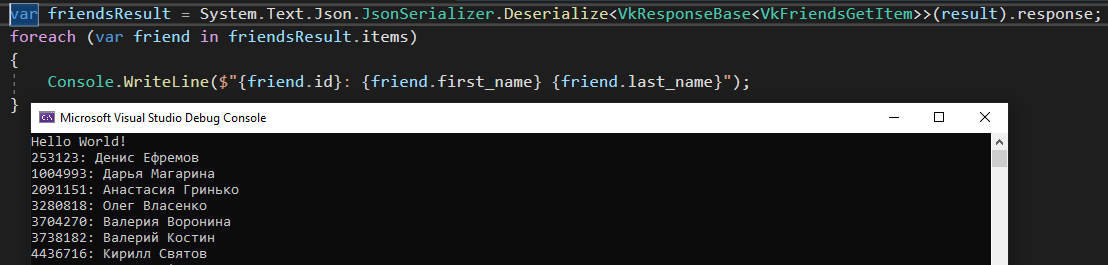 var friendsResult = System.Text.Json.JsonSerializer.Deserialize<VkResponseBase<VkFriendsGetItem>>(result).response;
foreach (var friend in friendsResult.items)
{
    Console.WriteLine($"{friend.id}: {friend.first_name} {friend.last_name}");
}
Microsoft Visual Studio Debug Console
Hello World!
253123: Денис Ефремов
1004993: Дарья Магарина
2091151: Анастасия Гринько
3280818: Олег Власенко
3704270: Валерия Воронина
3738182: Валерий Костин
4436716: Кирилл Святов